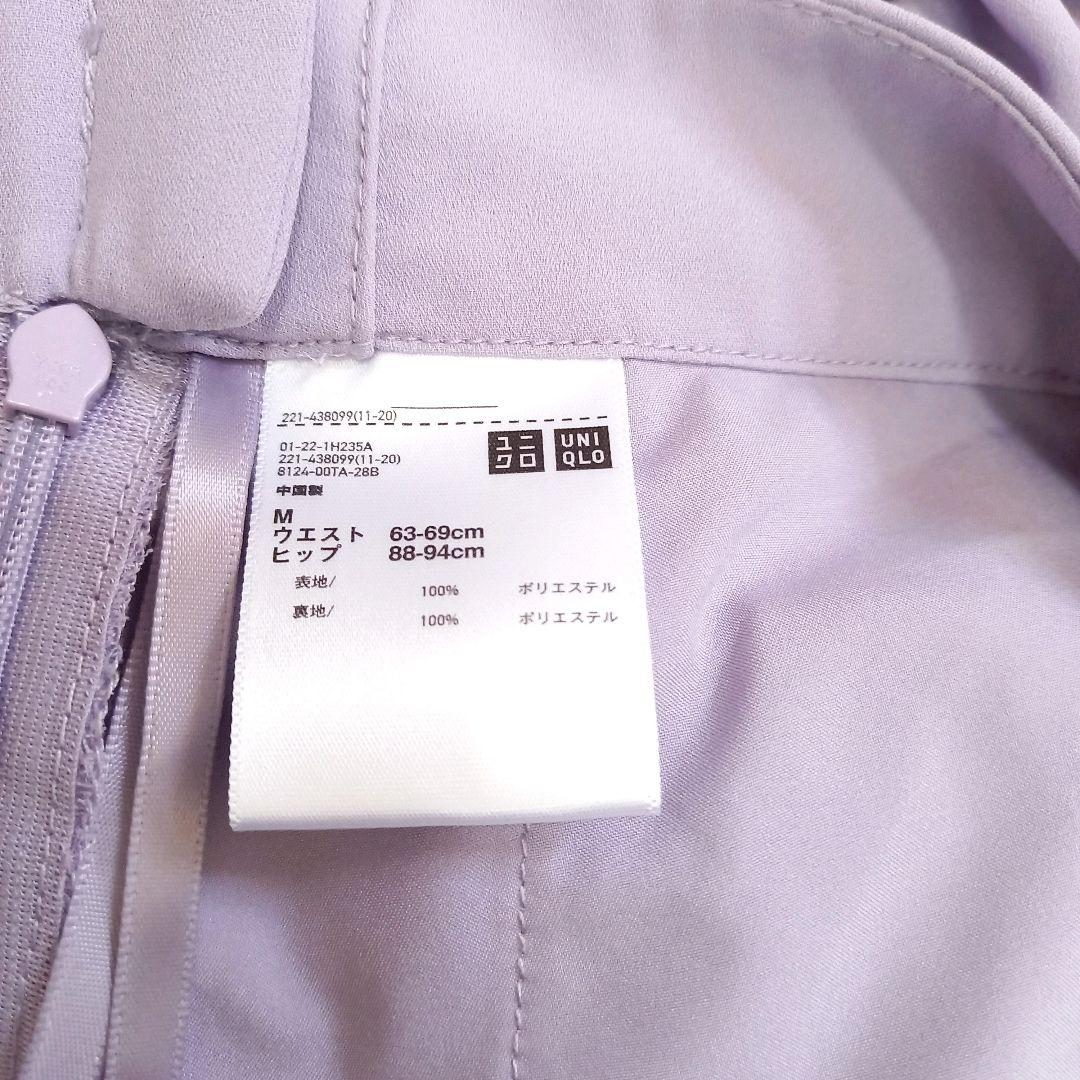 221-438099(11-20)
01-22-1H235A
221-438099(11-20)
8124-00TA-28B
ユニ
クロ
UNI
QLO
中国製
M
ウエスト 63-69cm
ヒップ 88-94cm
表地/ 100% ポリエステル
裏地/ 100% ポリエステル